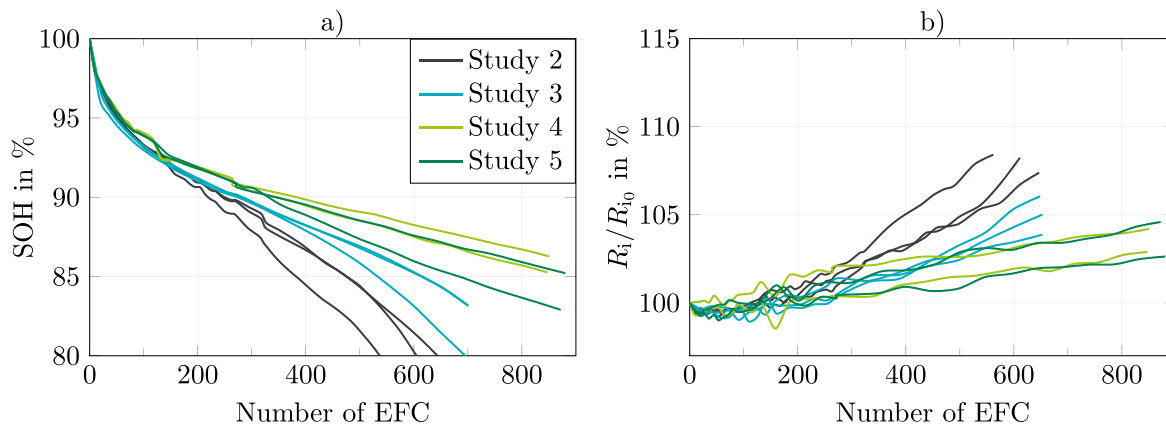 a)
100
95
90
85
80
SOH in %
0 200 400 600 800
Number of EFC
Study 2
Study 3
Study 4
Study 5
b)
115
110
105
100
Ri/Ri0 in %
0 200 400 600 800
Number of EFC